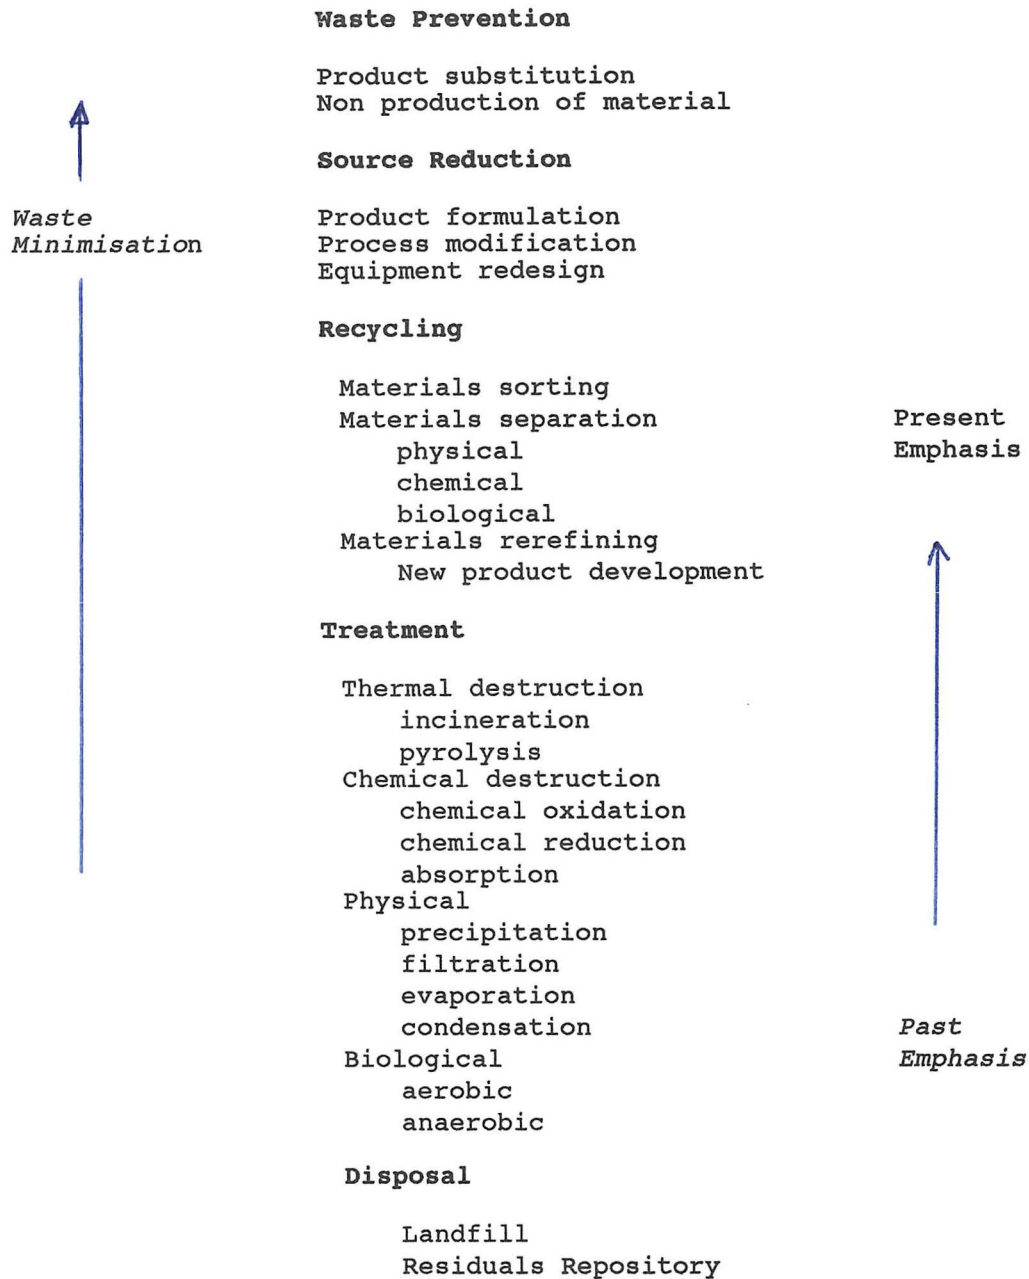 Waste Prevention
Product substitution
Non production of material
Source Reduction
Waste
Minimisation
Product formulation
Process modification
Equipment redesign
Recycling
Materials sorting
Materials separation
physical
chemical
biological
Materials rerefining
New product development
Present
Emphasis
Treatment
Thermal destruction
incineration
pyrolysis
Chemical destruction
chemical oxidation
chemical reduction
absorption
Physical
precipitation
filtration
evaporation
condensation
Biological
aerobic
anaerobic
Past
Emphasis
Disposal
Landfill
Residuals Repository